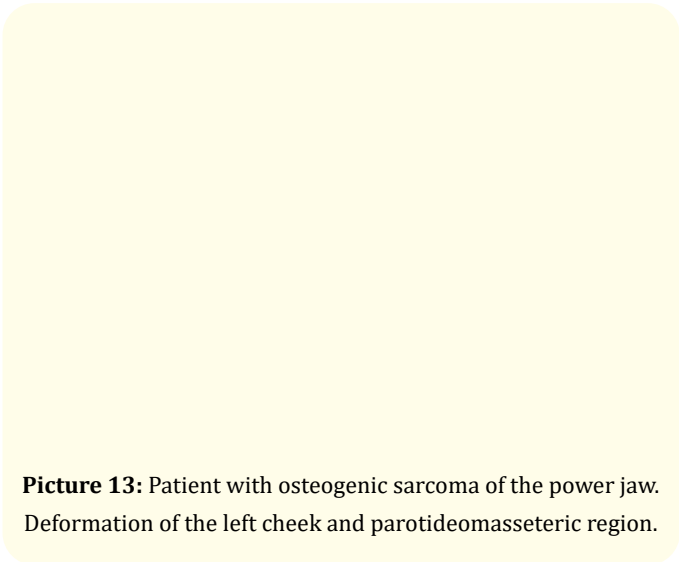 Picture 13: Patient with osteogenic sarcoma of the power jaw.
Deformation of the left cheek and parotideomasseteric region.